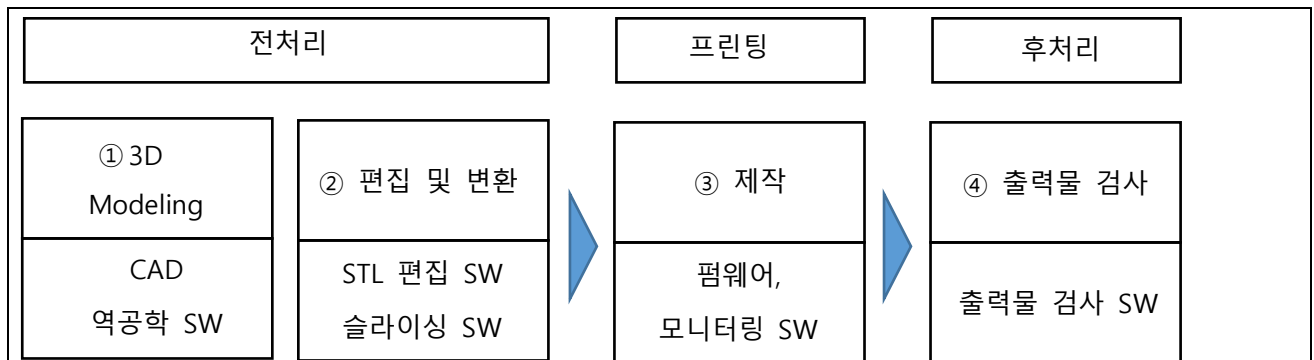 전처리
프린팅
후처리
① 3D
Modeling
② 편집 및 변환
③ 제작
④ 출력물 검사
CAD
역공학 SW
STL 편집 SW
슬라이싱 SW
펌웨어,
모니터링 SW
출력물 검사 SW